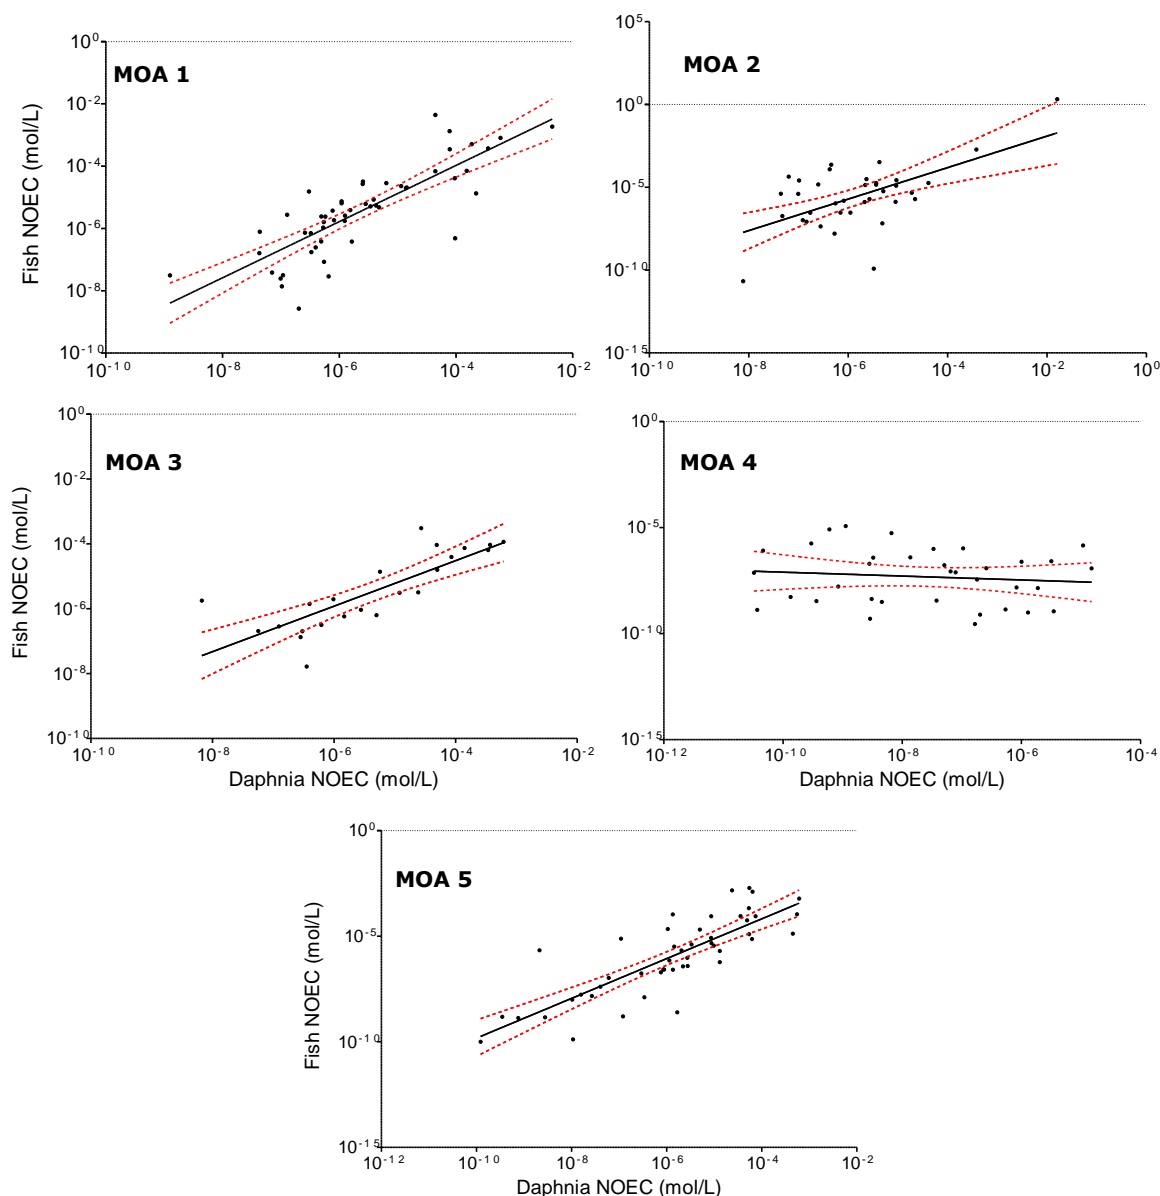 MOA 1
Fish NOEC (mol/L)
10⁰
10⁻²
10⁻⁴
10⁻⁶
10⁻⁸
10⁻¹⁰
10⁻¹⁰ 10⁻⁸ 10⁻⁶ 10⁻⁴ 10⁻²
MOA 2
10⁵
10⁰
10⁻⁵
10⁻¹⁰
10⁻¹⁵
10⁻¹⁰ 10⁻⁸ 10⁻⁶ 10⁻⁴ 10⁻² 10⁰
MOA 3
Fish NOEC (mol/L)
10⁰
10⁻²
10⁻⁴
10⁻⁶
10⁻⁸
10⁻¹⁰
10⁻¹⁰ 10⁻⁸ 10⁻⁶ 10⁻⁴ 10⁻²
Daphnia NOEC (mol/L)
MOA 4
10⁰
10⁻⁵
10⁻¹⁰
10⁻¹⁵
10⁻¹² 10⁻¹⁰ 10⁻⁸ 10⁻⁶ 10⁻⁴
Daphnia NOEC (mol/L)
MOA 5
Fish NOEC (mol/L)
10⁰
10⁻⁵
10⁻¹⁰
10⁻¹⁵
10⁻¹² 10⁻¹⁰ 10⁻⁸ 10⁻⁶ 10⁻⁴ 10⁻²
Daphnia NOEC (mol/L)